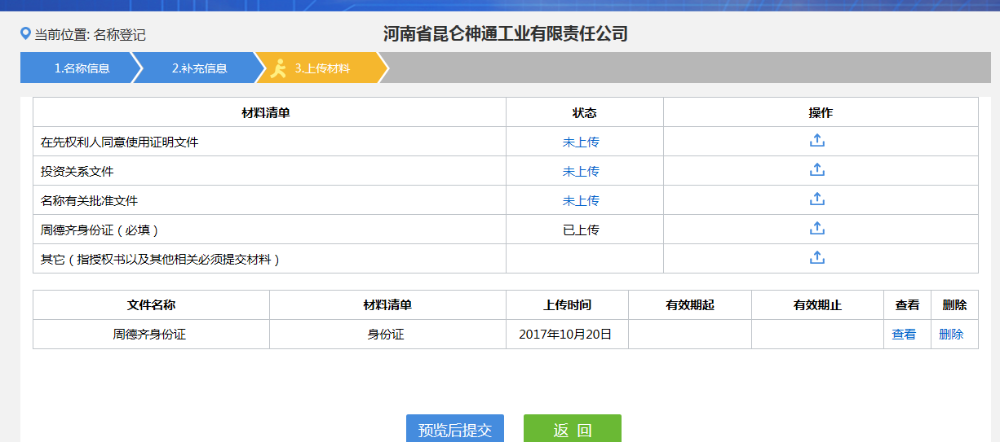 当前位置: 名称登记
河南省昆仑神通工业有限责任公司
1.名称信息 2.补充信息 3.上传材料
材料清单 状态 操作
在先权利人同意使用证明文件 未上传
投资关系文件 未上传
名称有关批准文件 未上传
周德齐身份证（必填） 已上传
其它（指授权书以及其他相关必须提交材料）
文件名称 材料清单 上传时间 有效期起 有效期止 查看 删除
周德齐身份证 身份证 2017年10月20日 查看 删除
预览后提交 返 回